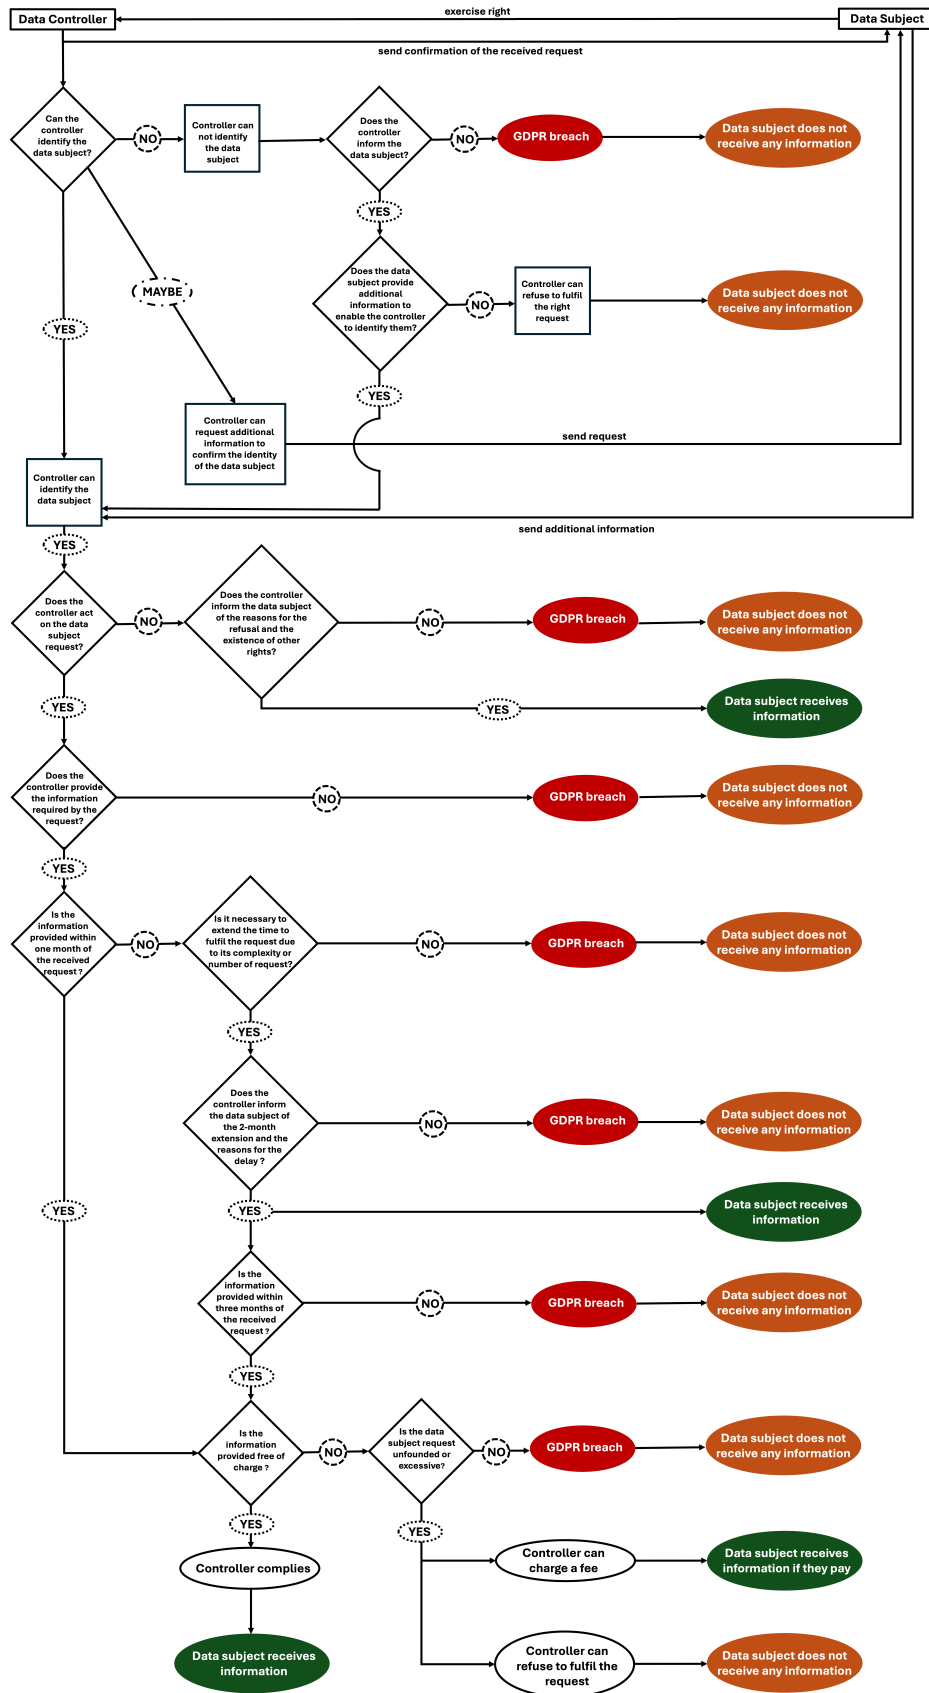 exercise right
Data Controller
Data Subject
send confirmation of the received request
Can the
controller
identify the
data subject?
NO
Controller can
not identify
the data
subject
Does the
controller
inform the
data subject?
NO
GDPR breach
Data subject does not
receive any information
YES
MAYBE
YES
Does the data
subject provide
additional
information to
enable the controller
to identify them?
NO
Controller can
refuse to fulfil
the right
request
Data subject does not
receive any information
YES
Controller can
request additional
information to
confirm the identity
of the data subject
send request
Controller can
identify the
data subject
send additional information
YES
Does the
controller act
on the data
subject
request?
NO
Does the controller
inform the data subject
of the reasons for the
refusal and the
existence of other
rights?
NO
GDPR breach
Data subject does not
receive any information
YES
YES
Data subject receives
information
Does the
controller provide
the information
required by the
request?
NO
GDPR breach
Data subject does not
receive any information
YES
Is the
information
provided within
one month of
the received
request ?
NO
Is it necessary to
extend the time to
fulfil the request due
to its complexity or
number of request?
NO
GDPR breach
Data subject does not
receive any information
YES
Does the
controller inform
the data subject of
the 2-month
extension and the
reasons for the
delay ?
NO
GDPR breach
Data subject does not
receive any information
YES
YES
Data subject receives
information
Is the
information
provided within
three months of
the received
request ?
NO
GDPR breach
Data subject does not
receive any information
YES
Is the
information
provided free of
charge ?
NO
Is the data
subject request
unfounded or
excessive?
NO
GDPR breach
Data subject does not
receive any information
YES
YES
Controller complies
Controller can
charge a fee
Data subject receives
information if they pay
Data subject receives
information
Controller can
refuse to fulfil the
request
Data subject does not
receive any information